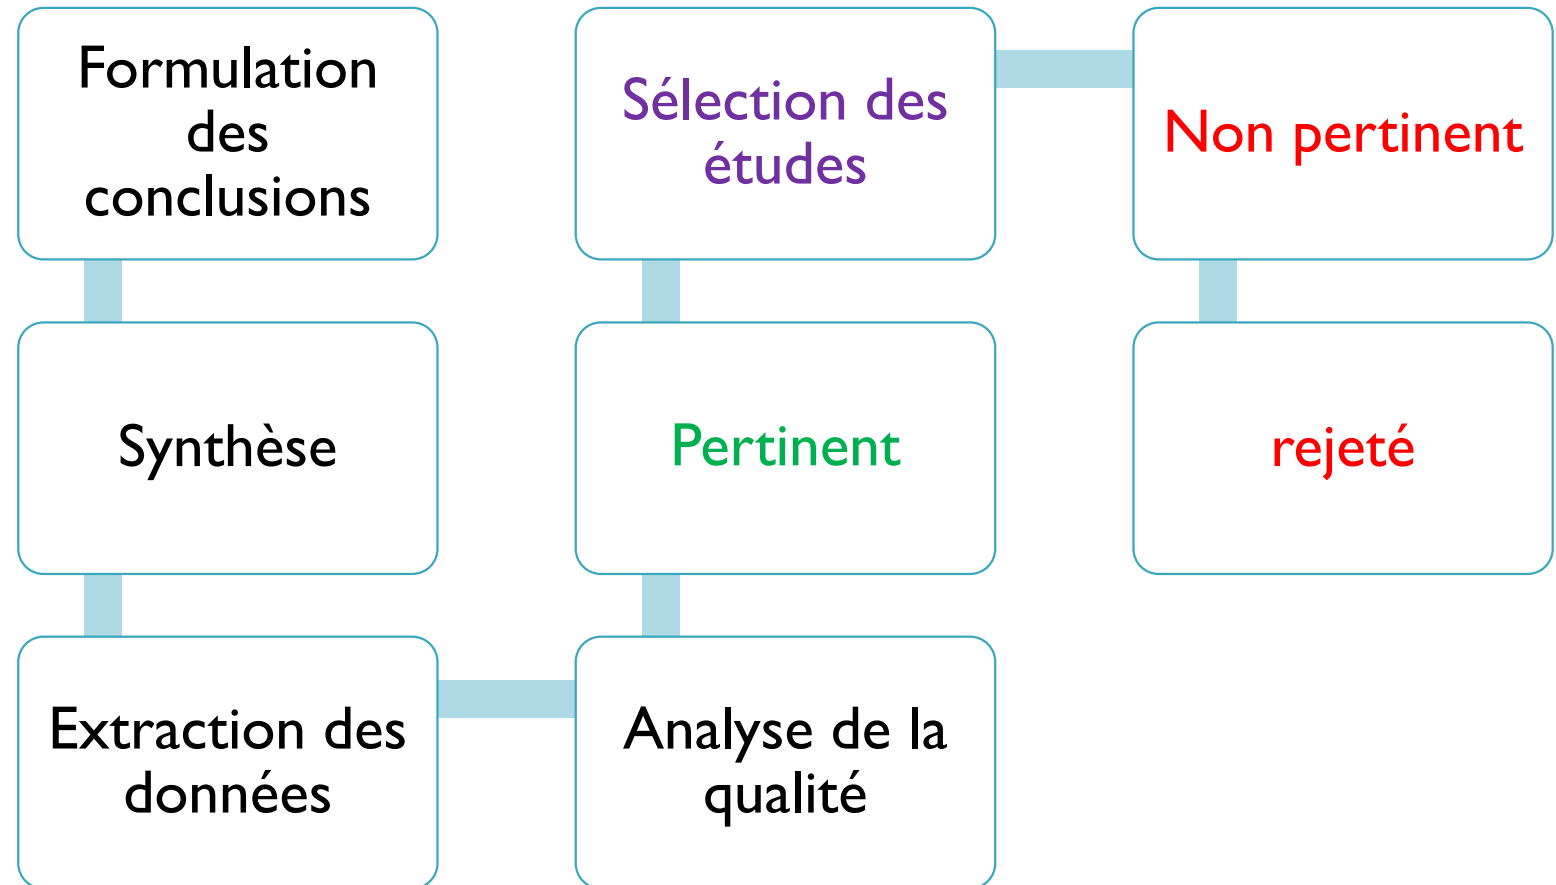 Formulation
des
conclusions
Synthèse
Extraction des
données
Analyse de la
qualité
Pertinent
Sélection des
études
Non pertinent
rejeté